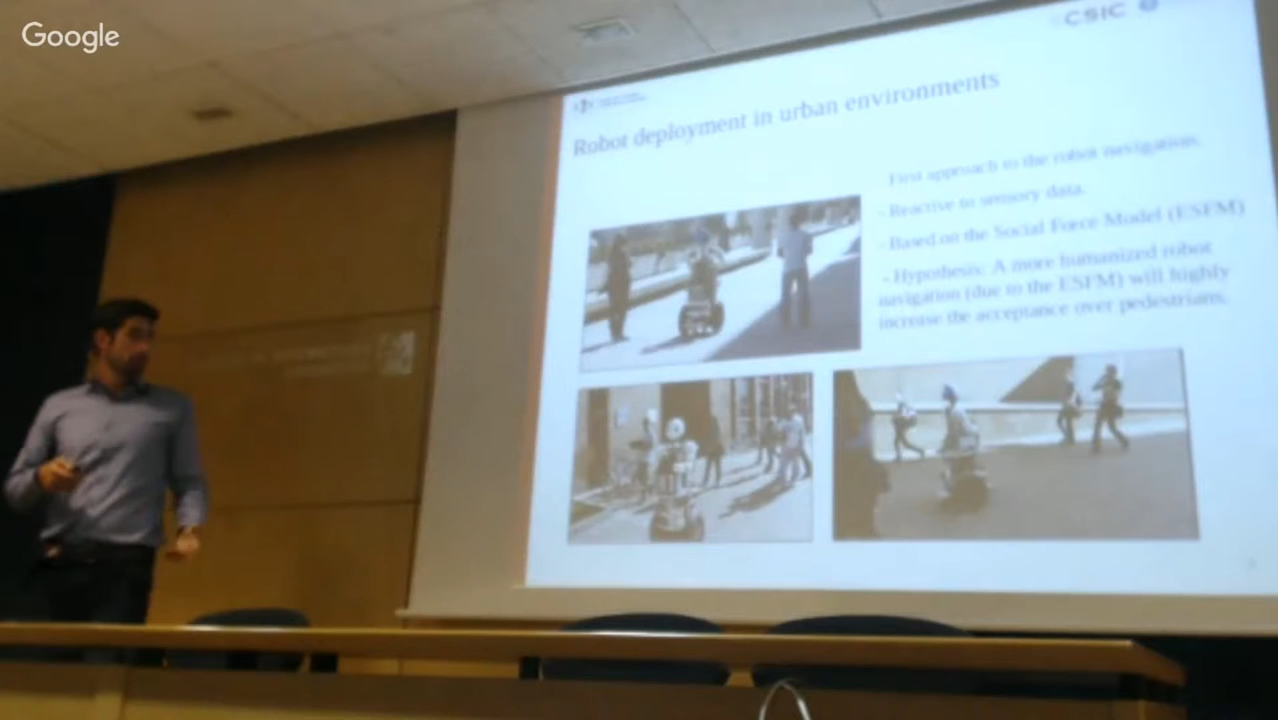 Google
CSIC
Robot deployment in urban environments
First approach to the robot navigation.
- Reactive to sensory data.
- Based on the Social Force Model (ESFM)
- Hypothesis: A more humanized robot
navigation (due to the ESFM) will highly
increase the acceptance over pedestrians.